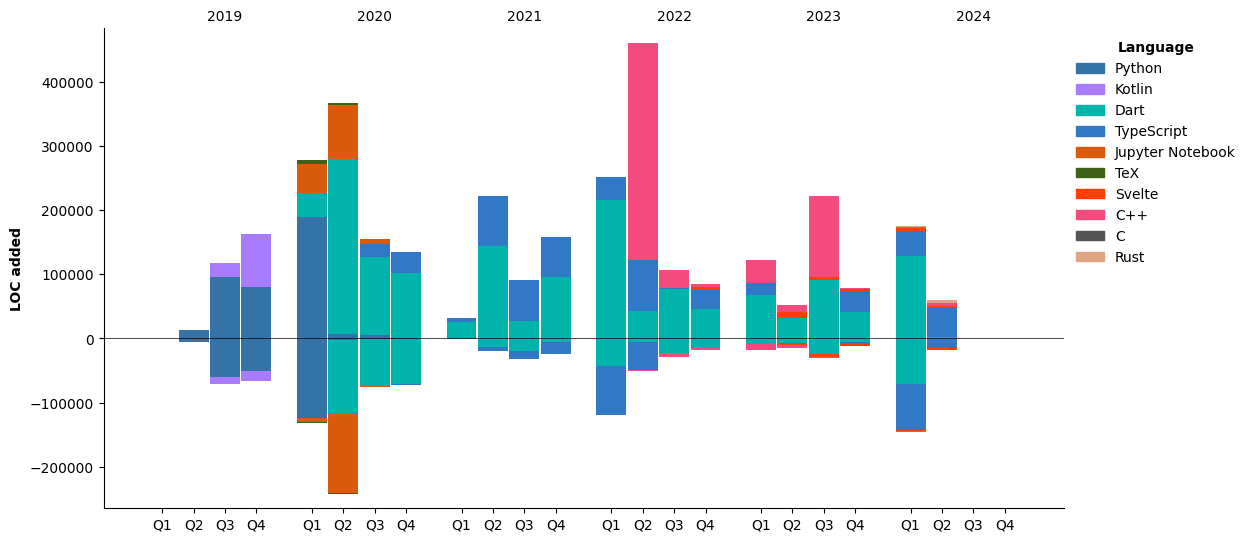 2019 2020 2021 2022 2023 2024
LOC added
400000
300000
200000
100000
0
−100000
−200000
Q1 Q2 Q3 Q4 Q1 Q2 Q3 Q4 Q1 Q2 Q3 Q4 Q1 Q2 Q3 Q4 Q1 Q2 Q3 Q4 Q1 Q2 Q3 Q4
Language
Python
Kotlin
Dart
TypeScript
Jupyter Notebook
TeX
Svelte
C++
C
Rust